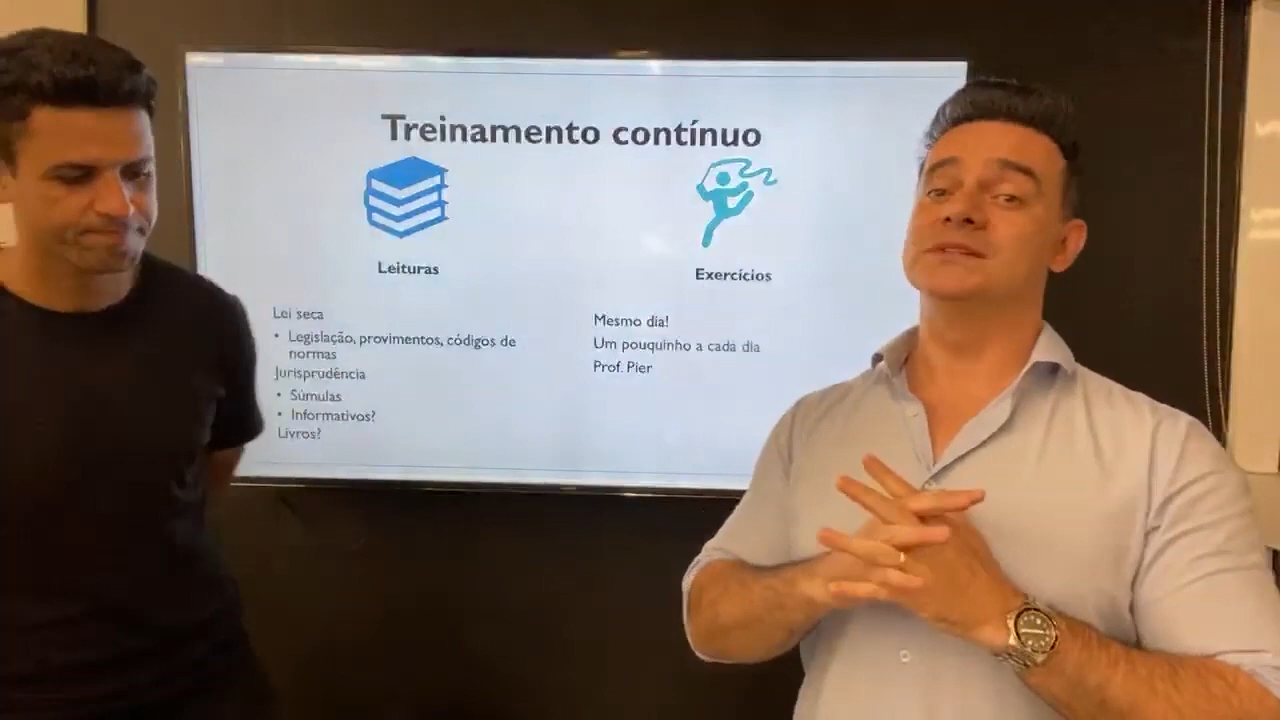 Treinamento contínuo
Leituras
Lei seca
• Legislação, provimentos, códigos de
normas
Jurisprudência
• Súmulas
• Informativos?
Livros?
Exercícios
Mesmo dia!
Um pouquinho a cada dia
Prof. Pier